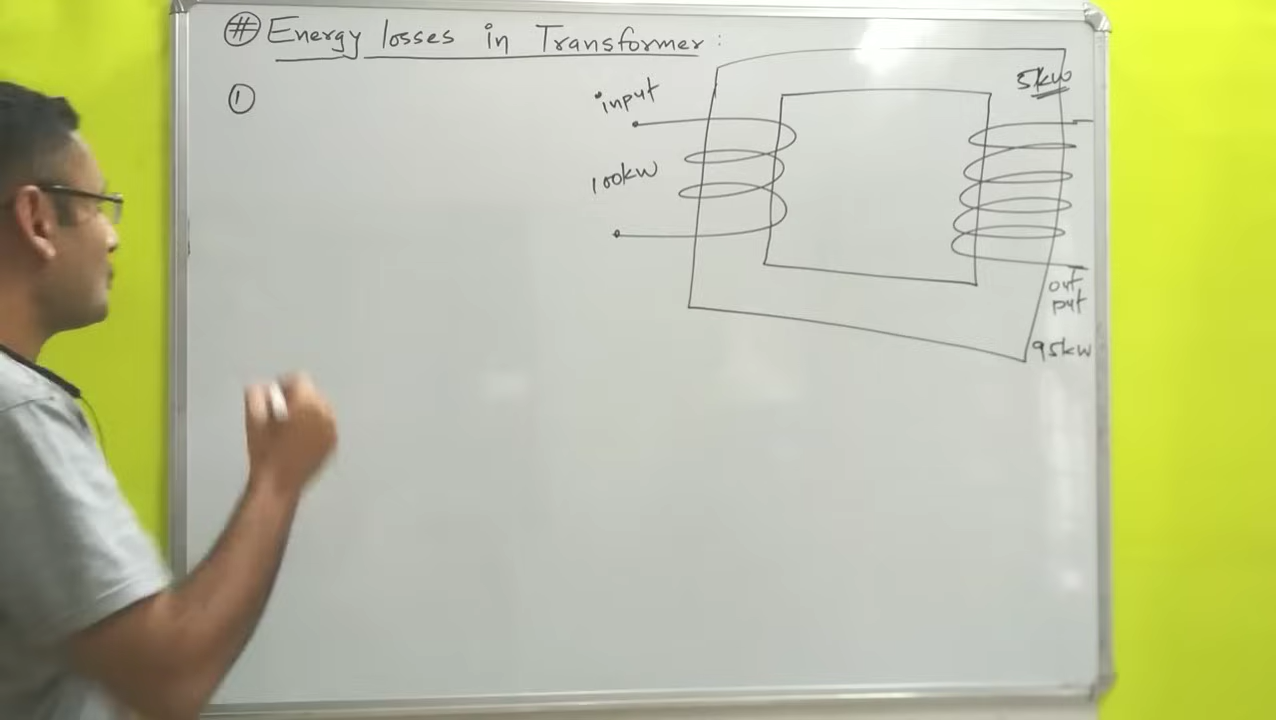 # Energy losses in Transformer :
①
input
100kw
5kw
out
put
95kw